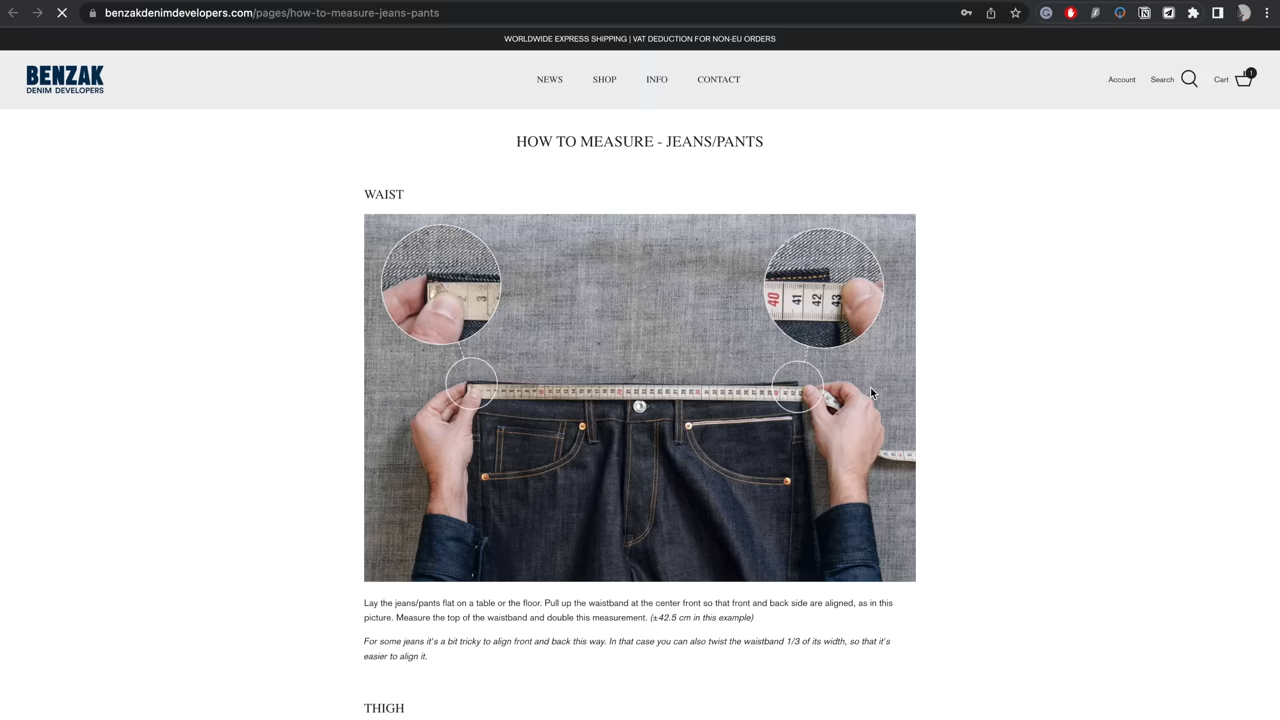 benzakdenimdevelopers.com/pages/how-to-measure-jeans-pants
WORLDWIDE EXPRESS SHIPPING | VAT DEDUCTION FOR NON-EU ORDERS
BENZAK
DENIM DEVELOPERS
NEWS SHOP INFO CONTACT
Account Search Cart 1
HOW TO MEASURE - JEANS/PANTS
WAIST
3
40 41 42 43
Lay the jeans/pants flat on a table or the floor. Pull up the waistband at the center front so that front and back side are aligned, as in this
picture. Measure the top of the waistband and double this measurement. (±42.5 cm in this example)
For some jeans it's a bit tricky to align front and back this way. In that case you can also twist the waistband 1/3 of its width, so that it's
easier to align it.
THIGH